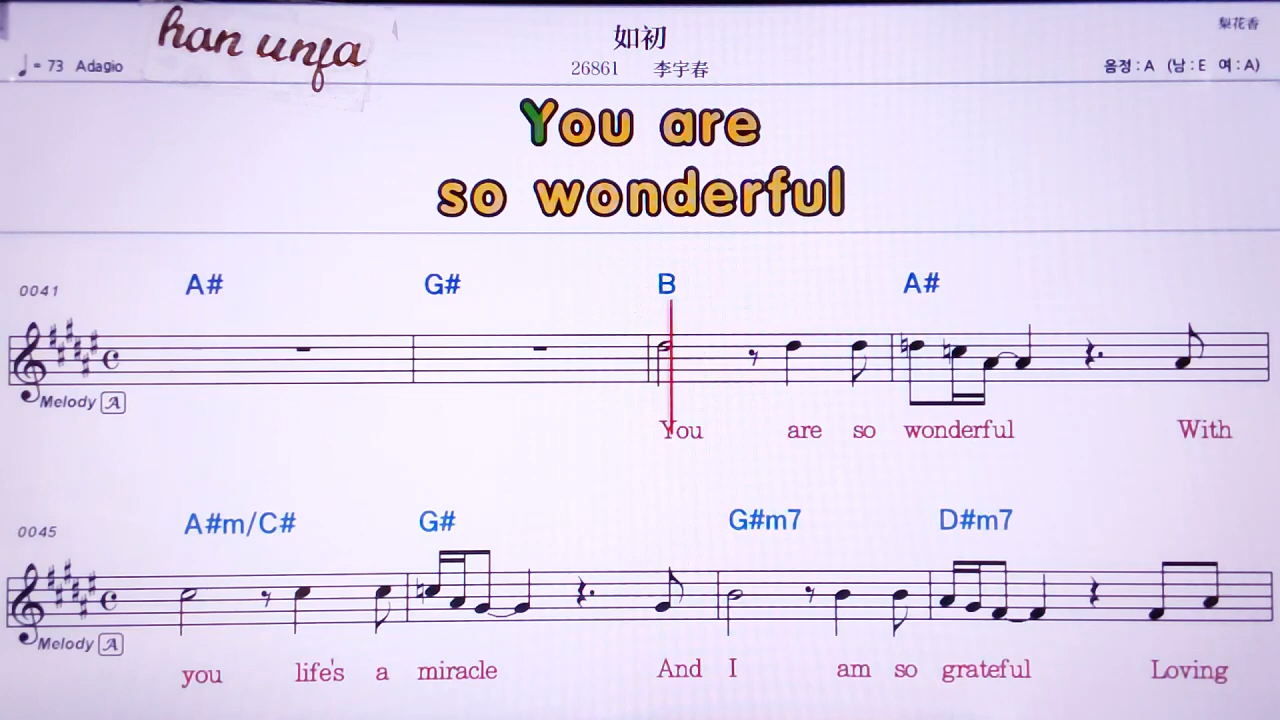 han unfa
如初
梨花香
♩= 73 Adagio
26861 李宇春
음정 : A (남 : E 여 : A)
You are
so wonderful
0041
A# G# B A#
Melody A
You are so wonderful With
0045
A#m/C# G# G#m7 D#m7
Melody A
you life's a miracle And I am so grateful Loving